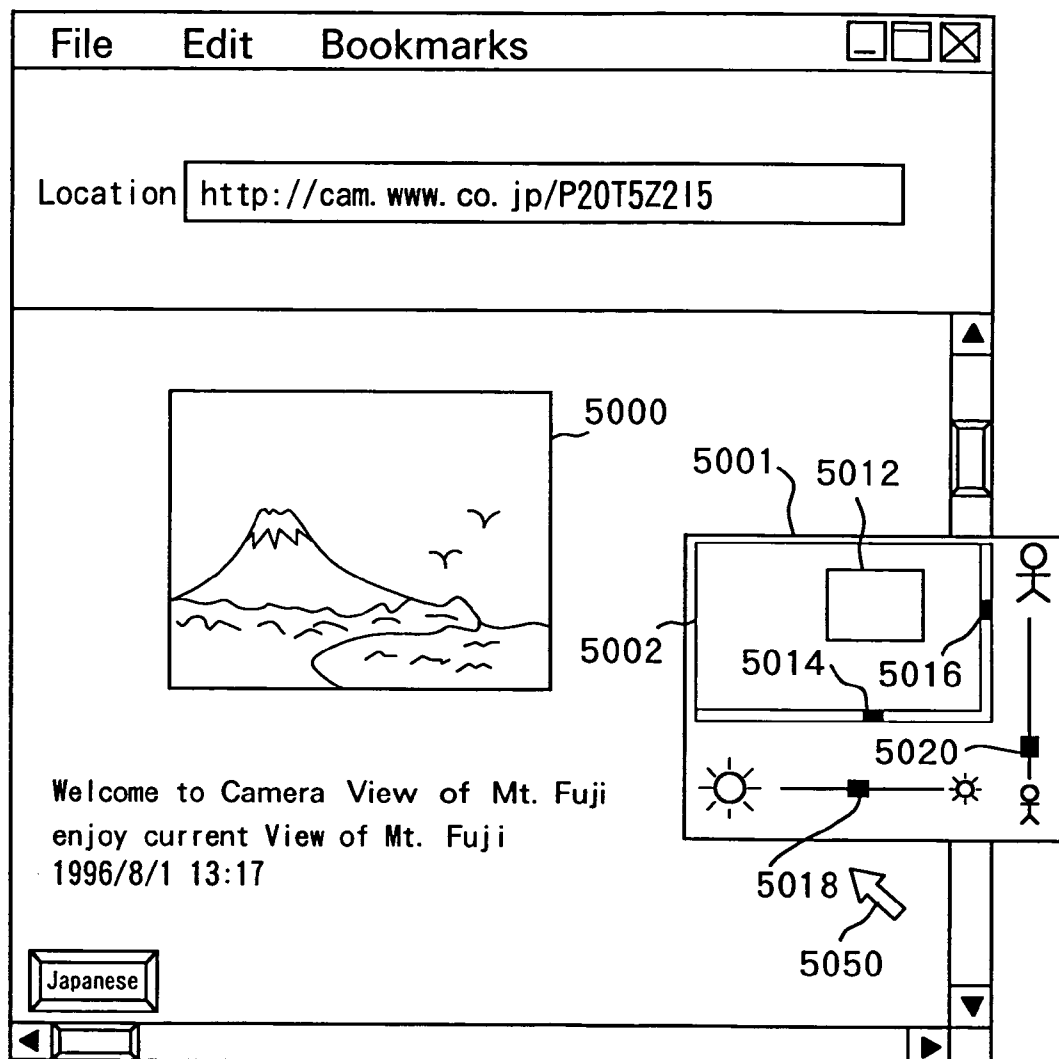 File Edit Bookmarks
Location http://cam.www.co.jp/P20T5Z2I5
5000
5001
5012
5002
5014
5016
5020
5018
5050
Welcome to Camera View of Mt. Fuji
enjoy current View of Mt. Fuji
1996/8/1 13:17
Japanese